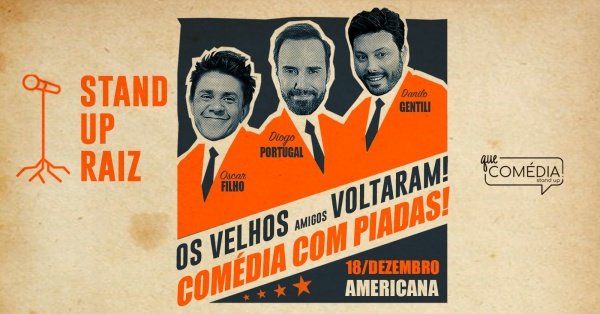 STAND
UP
RAIZ
Oscar
FILHO
Diogo
PORTUGAL
Danilo
GENTILI
OS VELHOS AMIGOS VOLTARAM!
COMÉDIA COM PIADAS!
18/DEZEMBRO
AMERICANA
que
COMÉDIA!
stand up